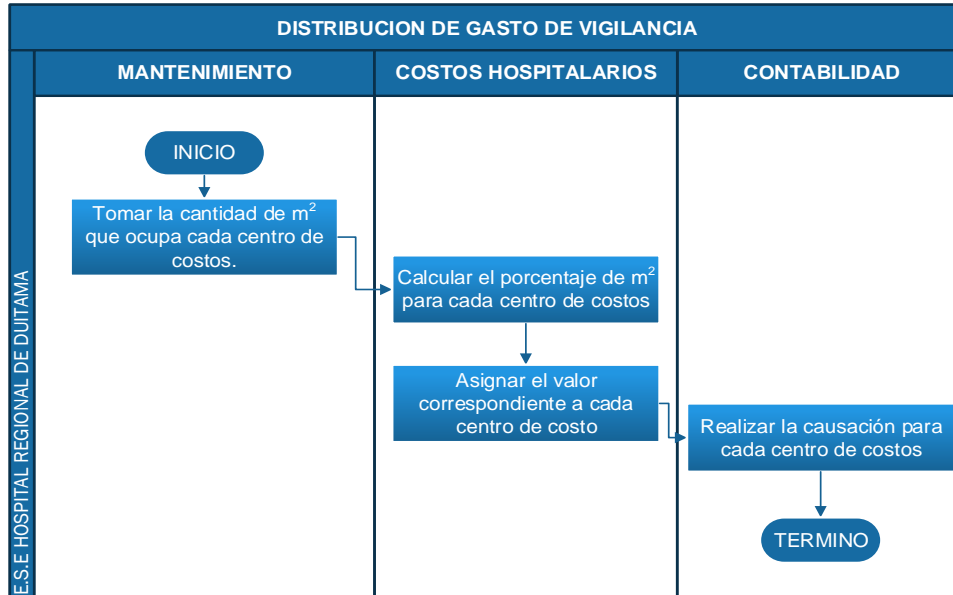 DISTRIBUCION DE GASTO DE VIGILANCIA
MANTENIMIENTO
COSTOS HOSPITALARIOS
CONTABILIDAD
E.S.E HOSPITAL REGIONAL DE DUITAMA
INICIO
Tomar la cantidad de m²
que ocupa cada centro de
costos.
Calcular el porcentaje de m²
para cada centro de costos
Asignar el valor
correspondiente a cada
centro de costo
Realizar la causación para
cada centro de costos
TERMINO